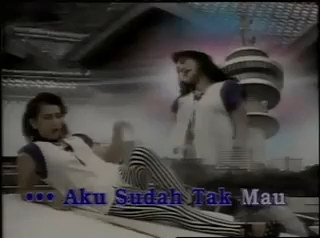 ••• Aku Sudah Tak Mau